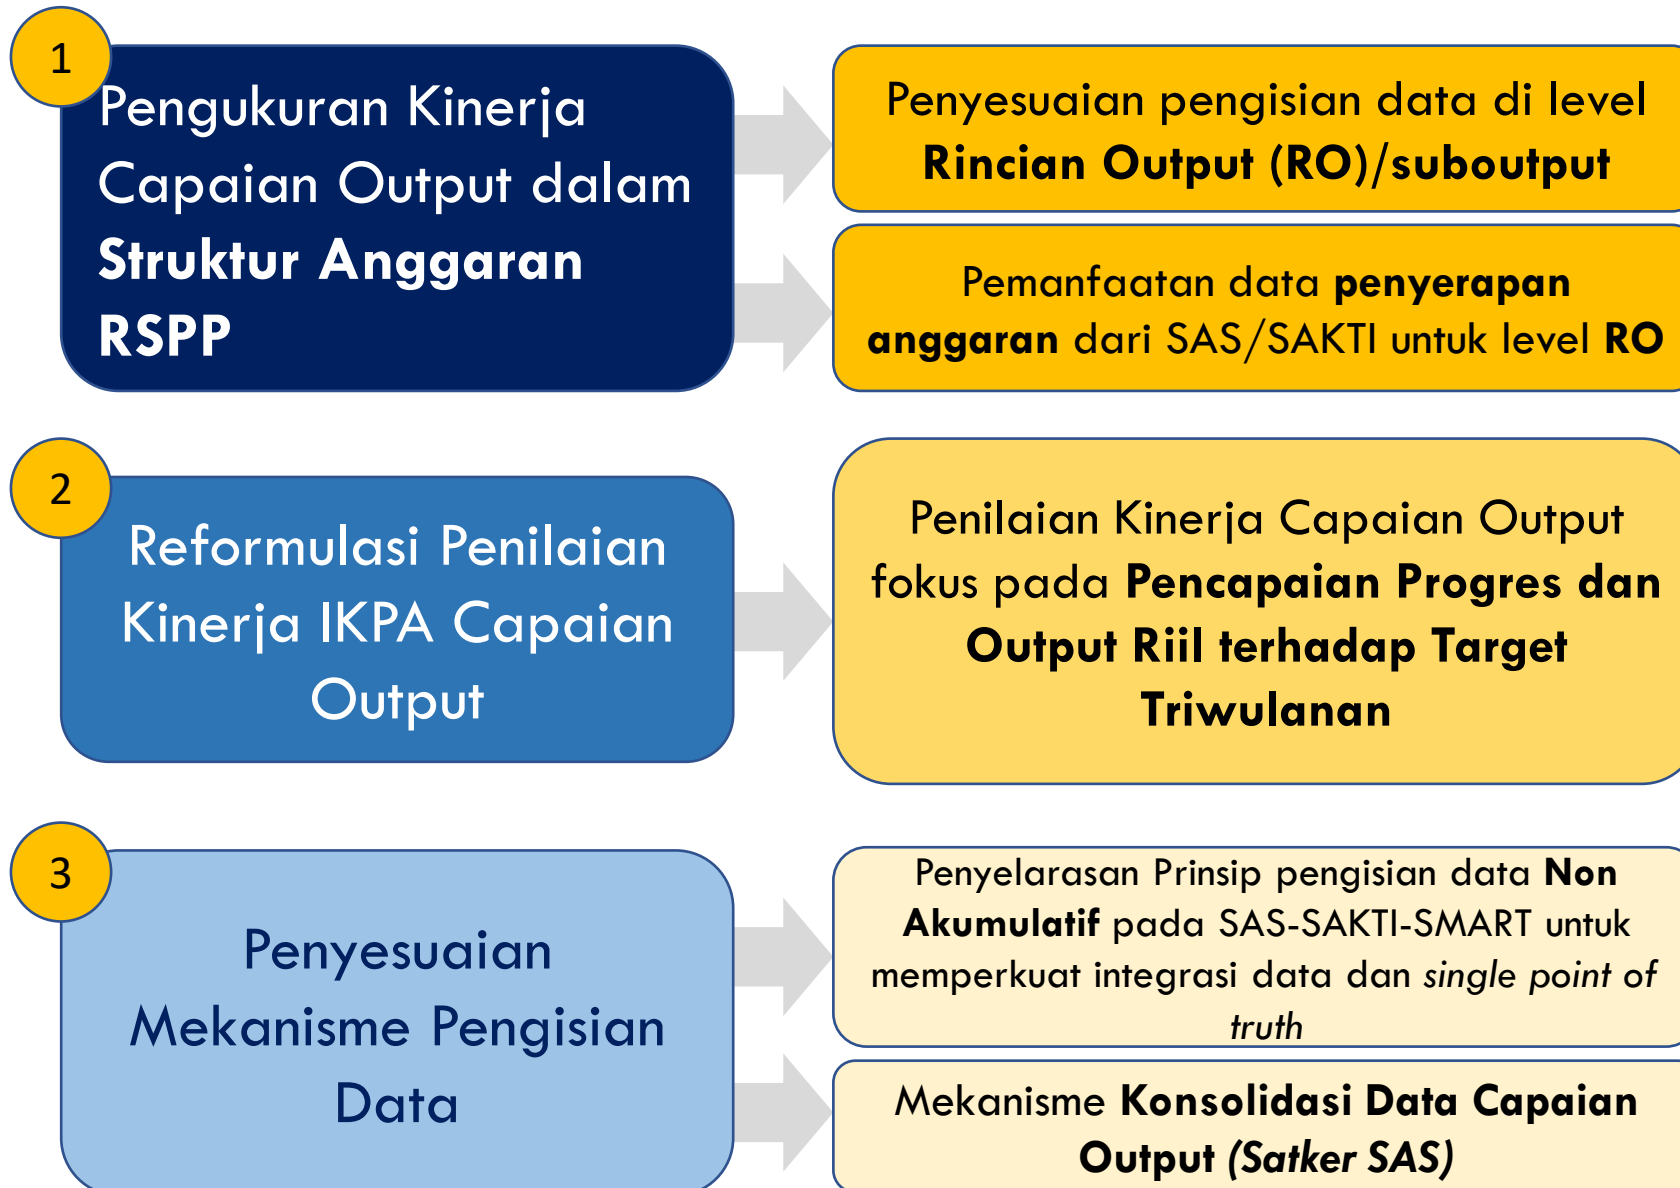 1
Pengukuran Kinerja
Capaian Output dalam
Struktur Anggaran
RSPP
Penyesuaian pengisian data di level
Rincian Output (RO)/suboutput
Pemanfaatan data penyerapan
anggaran dari SAS/SAKTI untuk level RO
2
Reformulasi Penilaian
Kinerja IKPA Capaian
Output
Penilaian Kinerja Capaian Output
fokus pada Pencapaian Progres dan
Output Riil terhadap Target
Triwulanan
3
Penyesuaian
Mekanisme Pengisian
Data
Penyelarasan Prinsip pengisian data Non
Akumulatif pada SAS-SAKTI-SMART untuk
memperkuat integrasi data dan single point of
truth
Mekanisme Konsolidasi Data Capaian
Output (Satker SAS)